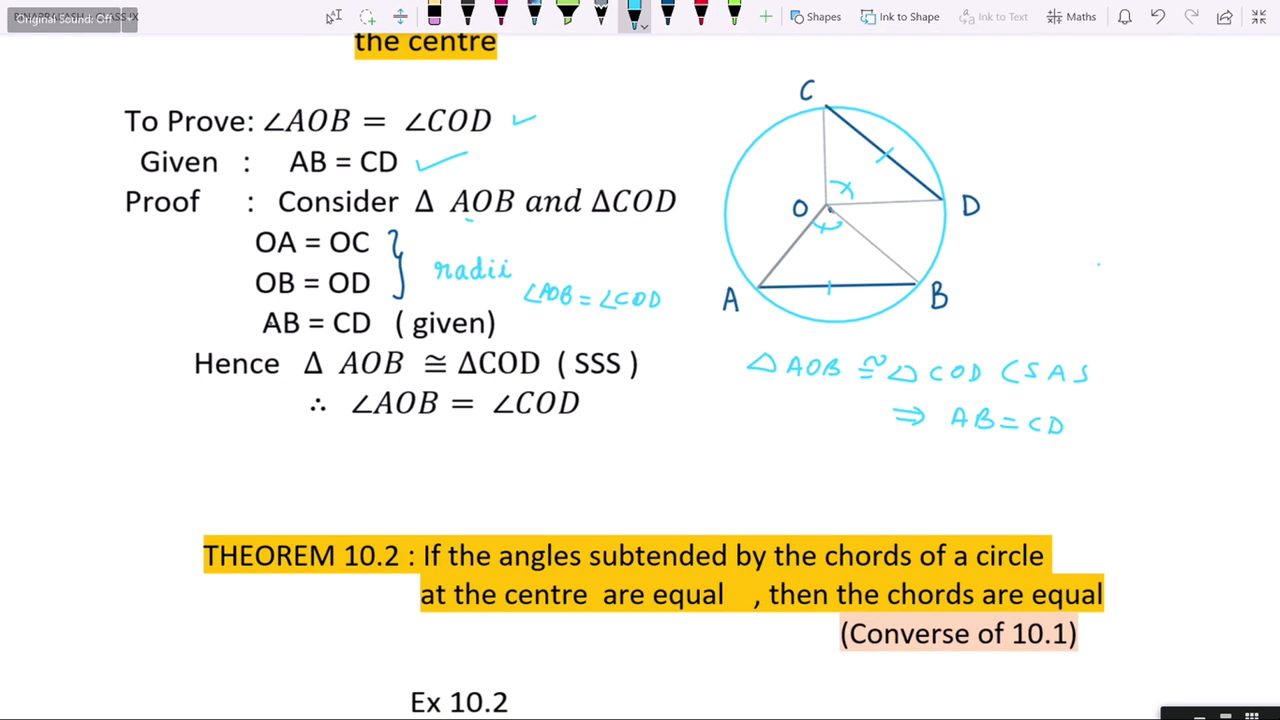 Original Sound: Off
Shapes
Ink to Shape
Ink to Text
Maths
the centre
To Prove: ∠AOB = ∠COD
Given : AB = CD
Proof : Consider Δ AOB and ΔCOD
OA = OC
OB = OD
radii
∠AOB = ∠COD
AB = CD ( given)
Hence Δ AOB ≅ ΔCOD ( SSS )
∴ ∠AOB = ∠COD
C
x
O
D
A
B
△ AOB ≅ △ COD (SAS
⇒ AB = CD
THEOREM 10.2 : If the angles subtended by the chords of a circle
at the centre are equal , then the chords are equal
(Converse of 10.1)
Ex 10.2